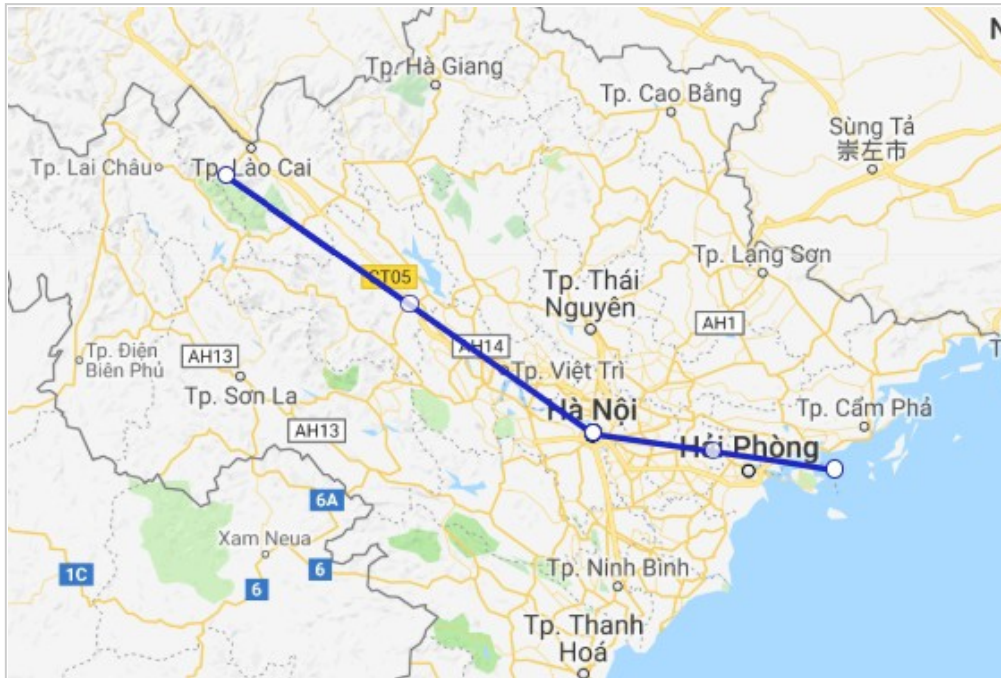 N
Tp. Hà Giang
Tp. Cao Bằng
Sùng Tả
崇左市
Tp. Lai Châu
Tp. Lào Cai
Tp. Lạng Sơn
CT05
Tp. Thái
Nguyên
AH1
AH14
Tp. Điện
Biên Phủ
AH13
Tp. Việt Trì
T
Tp. Sơn La
Hà Nội
Tp. Cẩm Phả
AH13
Hải Phòng
6A
Xam Neua
1C
6
6
Tp. Ninh Bình
Tp. Thanh
Hoá